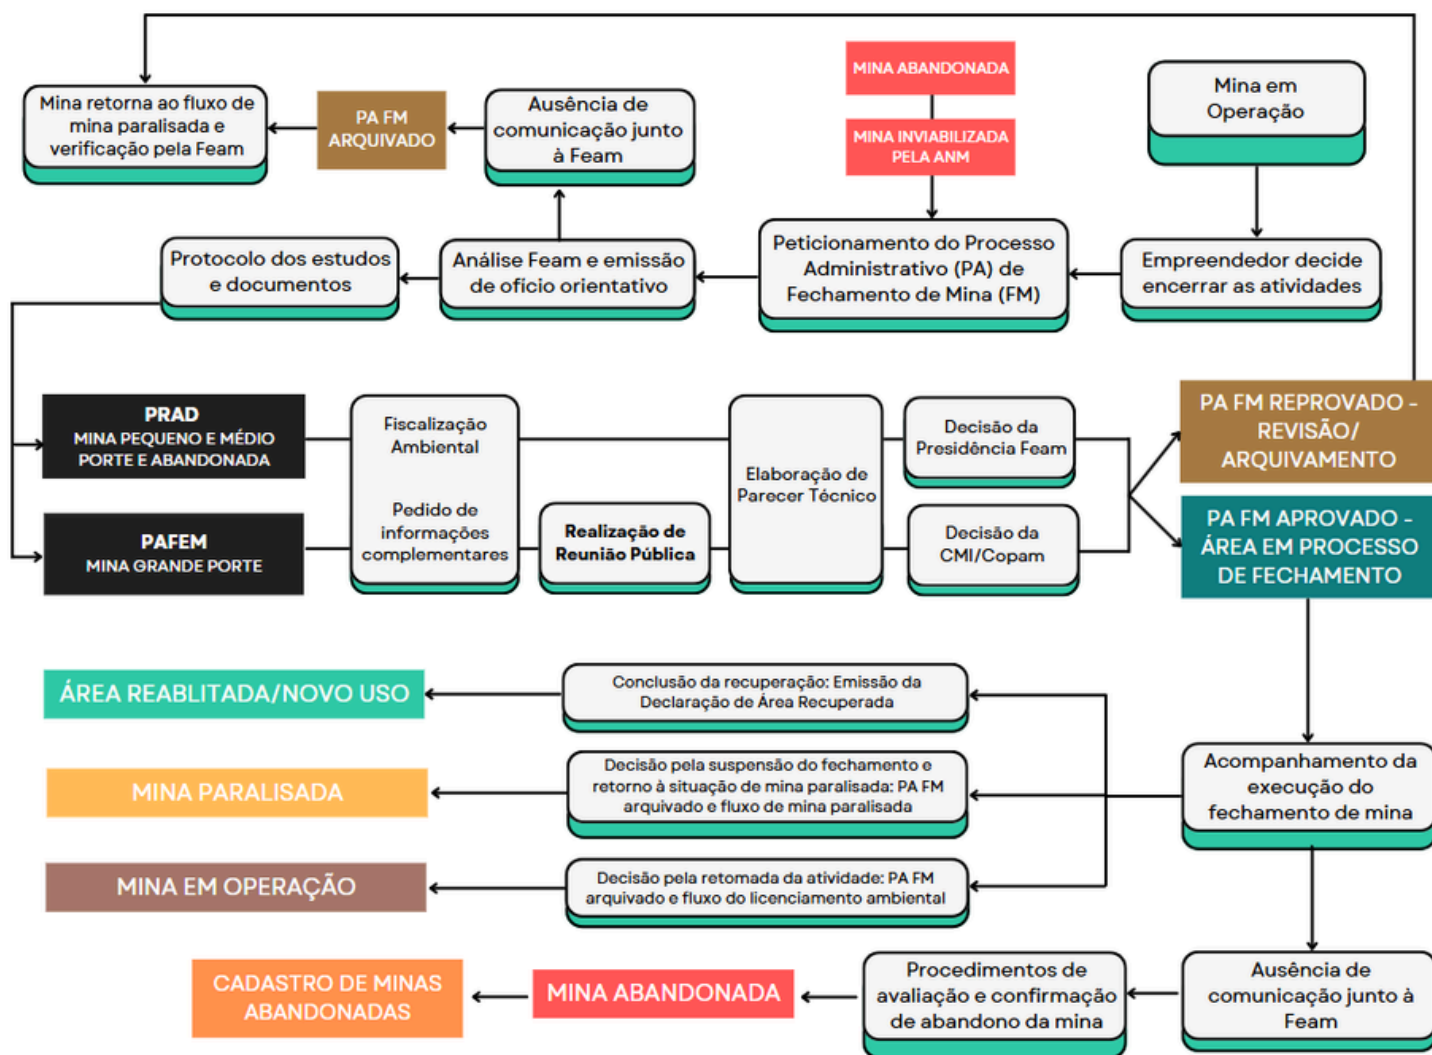 MINA ABANDONADA
Mina em
Operação
Mina retorna ao fluxo de
mina paralisada e
verificação pela Feam
PA FM
ARQUIVADO
Ausência de
comunicação junto
à Feam
MINA INVIABILIZADA
PELA ANM
Protocolo dos estudos
e documentos
Análise Feam e emissão
de ofício orientativo
Peticionamento do Processo
Administrativo (PA) de
Fechamento de Mina (FM)
Empreendedor decide
encerrar as atividades
PRAD
MINA PEQUENO E MÉDIO
PORTE E ABANDONADA
PAFEM
MINA GRANDE PORTE
Fiscalização
Ambiental
Pedido de
informações
complementares
Realização de
Reunião Pública
Elaboração de
Parecer Técnico
Decisão da
Presidência Feam
Decisão da
CMI/Copam
PA FM REPROVADO -
REVISÃO/
ARQUIVAMENTO
PA FM APROVADO -
ÁREA EM PROCESSO
DE FECHAMENTO
ÁREA REABLITADA/NOVO USO
Conclusão da recuperação: Emissão da
Declaração de Área Recuperada
MINA PARALISADA
Decisão pela suspensão do fechamento e
retorno à situação de mina paralisada: PA FM
arquivado e fluxo de mina paralisada
Acompanhamento da
execução do
fechamento de mina
MINA EM OPERAÇÃO
Decisão pela retomada da atividade: PA FM
arquivado e fluxo do licenciamento ambiental
CADASTRO DE MINAS
ABANDONADAS
MINA ABANDONADA
Procedimentos de
avaliação e confirmação
de abandono da mina
Ausência de
comunicação junto à
Feam